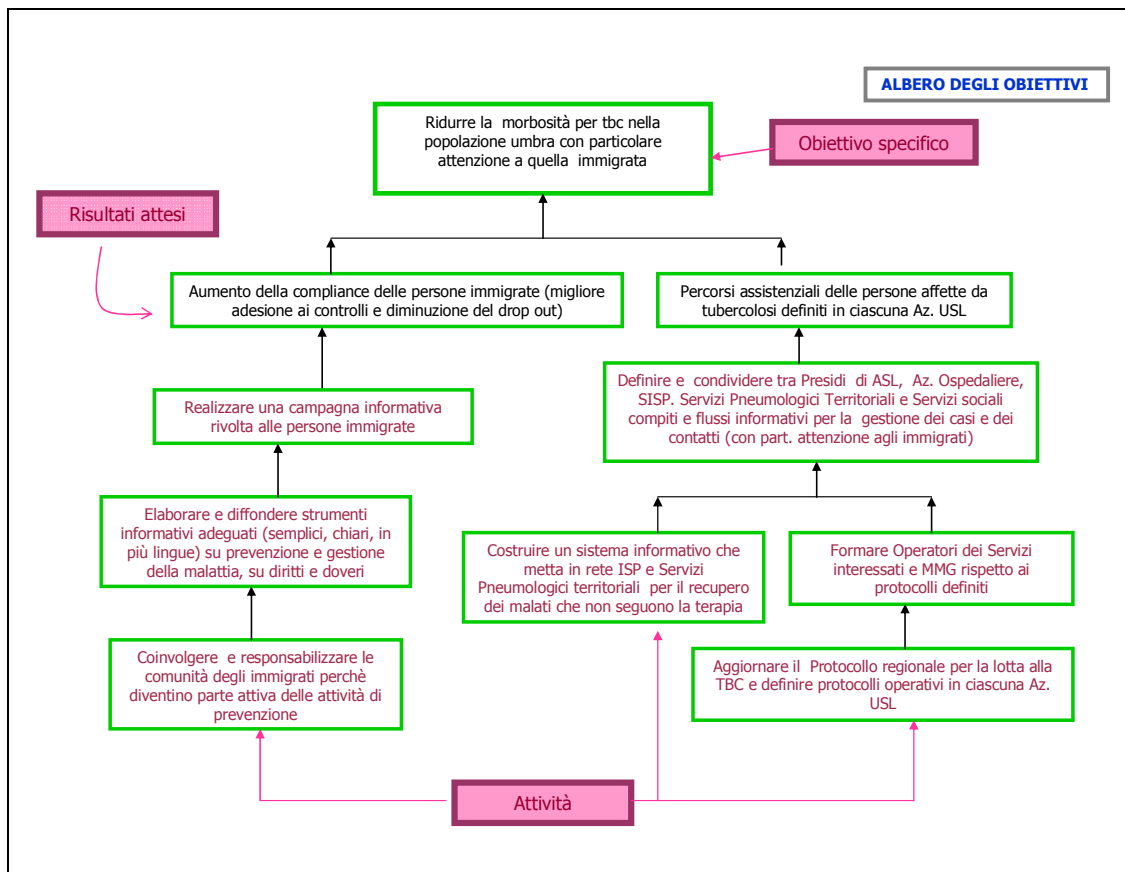 ALBERO DEGLI OBIETTIVI
Ridurre la morbosità per tbc nella
popolazione umbra con particolare
attenzione a quella immigrata
Obiettivo specifico
Risultati attesi
Aumento della compliance delle persone immigrate (migliore
adesione ai controlli e diminuzione del drop out)
Percorsi assistenziali delle persone affette da
tubercolosi definiti in ciascuna Az. USL
Realizzare una campagna informativa
rivolta alle persone immigrate
Definire e condividere tra Presidi di ASL, Az. Ospedaliere,
SISP. Servizi Pneumologici Territoriali e Servizi sociali
compiti e flussi informativi per la gestione dei casi e dei
contatti (con part. attenzione agli immigrati)
Elaborare e diffondere strumenti
informativi adeguati (semplici, chiari, in
più lingue) su prevenzione e gestione
della malattia, su diritti e doveri
Costruire un sistema informativo che
metta in rete ISP e Servizi
Pneumologici territoriali per il recupero
dei malati che non seguono la terapia
Formare Operatori dei Servizi
interessati e MMG rispetto ai
protocolli definiti
Coinvolgere e responsabilizzare le
comunità degli immigrati perchè
diventino parte attiva delle attività di
prevenzione
Aggiornare il Protocollo regionale per la lotta alla
TBC e definire protocolli operativi in ciascuna Az.
USL
Attività